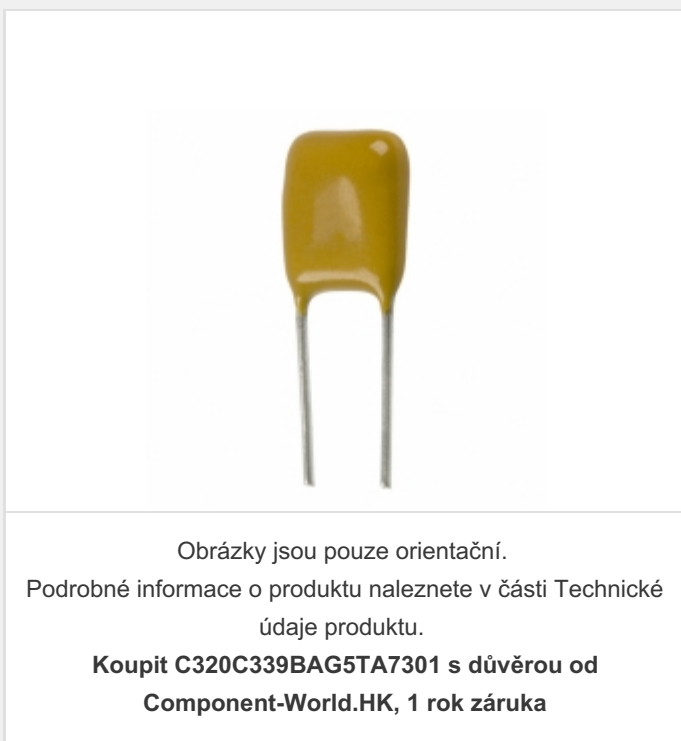 Obrázky jsou pouze orientační.
Podrobné informace o produktu naleznete v části Technické
údaje produktu.
Koupit C320C339BAG5TA7301 s důvěrou od
Component-World.HK, 1 rok záruka